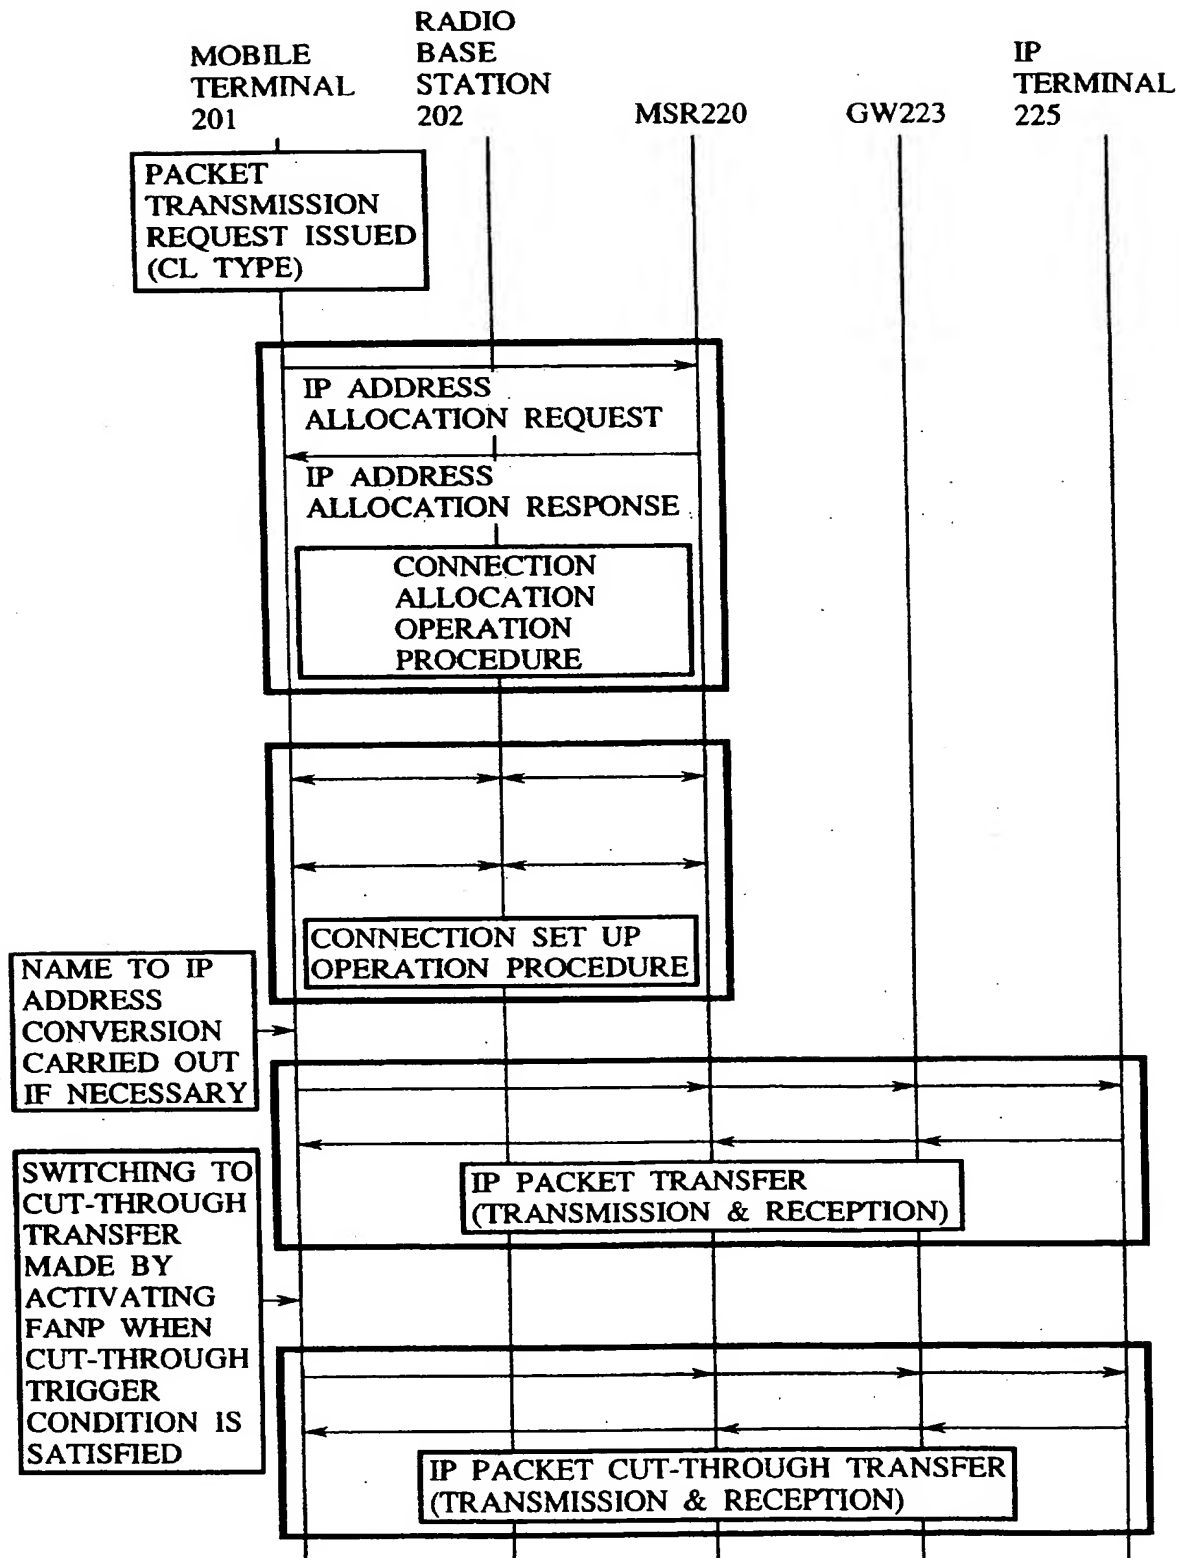 MOBILE
TERMINAL
201
RADIO
BASE
STATION
202
MSR220
GW223
IP
TERMINAL
225
PACKET
TRANSMISSION
REQUEST ISSUED
(CL TYPE)
IP ADDRESS
ALLOCATION REQUEST
IP ADDRESS
ALLOCATION RESPONSE
CONNECTION
ALLOCATION
OPERATION
PROCEDURE
CONNECTION SET UP
OPERATION PROCEDURE
NAME TO IP
ADDRESS
CONVERSION
CARRIED OUT
IF NECESSARY
IP PACKET TRANSFER
(TRANSMISSION & RECEPTION)
SWITCHING TO
CUT-THROUGH
TRANSFER
MADE BY
ACTIVATING
FANP WHEN
CUT-THROUGH
TRIGGER
CONDITION IS
SATISFIED
IP PACKET CUT-THROUGH TRANSFER
(TRANSMISSION & RECEPTION)